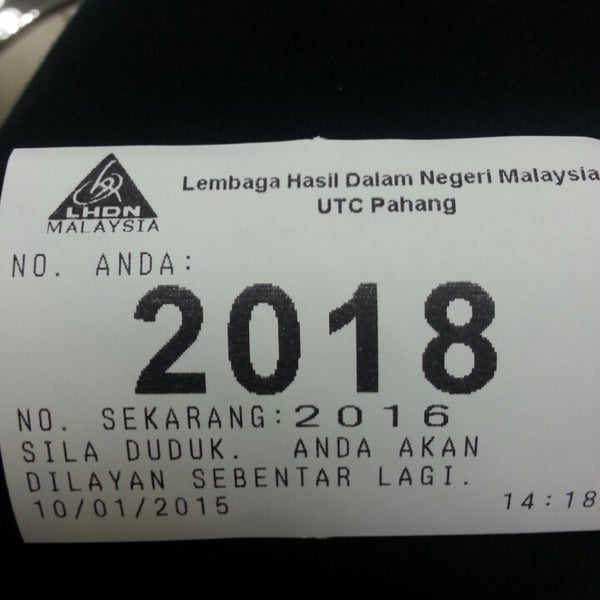 LHDN
MALAYSIA
Lembaga Hasil Dalam Negeri Malaysia
UTC Pahang
NO. ANDA:
2018
NO. SEKARANG:2016
SILA DUDUK. ANDA AKAN
DILAYAN SEBENTAR LAGI.
10/01/2015 14:18